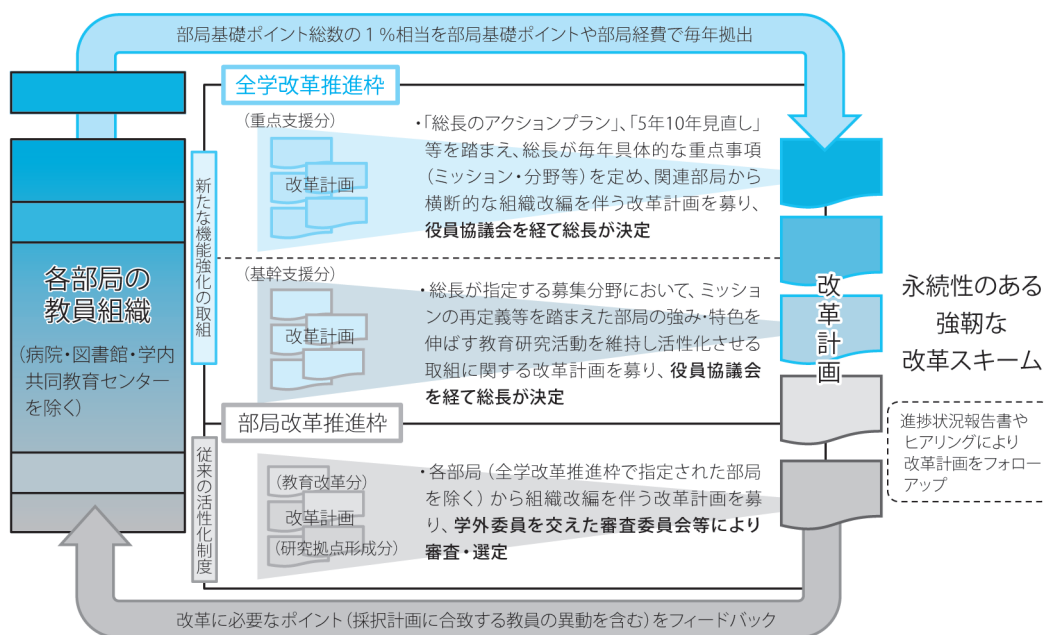 部局基礎ポイント総数の1%相当を部局基礎ポイントや部局経費で毎年拠出
各部局の
教員組織
(病院・図書館・学内
共同教育センター
を除く)
新たな機能強化の取組
全学改革推進枠
(重点支援分)
改革計画
・「総長のアクションプラン」、「5年10年見直し」
等を踏まえ、総長が毎年具体的な重点事項
(ミッション・分野等)を定め、関連部局から
横断的な組織改編を伴う改革計画を募り、
役員協議会を経て総長が決定
(基幹支援分)
改革計画
・総長が指定する募集分野において、ミッショ
ンの再定義等を踏まえた部局の強み・特色を
伸ばす教育研究活動を維持し活性化させる
取組に関する改革計画を募り、役員協議会
を経て総長が決定
従来の活性化制度
部局改革推進枠
(教育改革分)
改革計画
(研究拠点形成分)
・各部局(全学改革推進枠で指定された部局
を除く)から組織改編を伴う改革計画を募
り、学外委員を交えた審査委員会等により
審査・選定
改革計画
永続性のある
強靭な
改革スキーム
進捗状況報告書や
ヒアリングにより
改革計画をフォロー
アップ
改革に必要なポイント(採択計画に合致する教員の異動を含む)をフィードバック